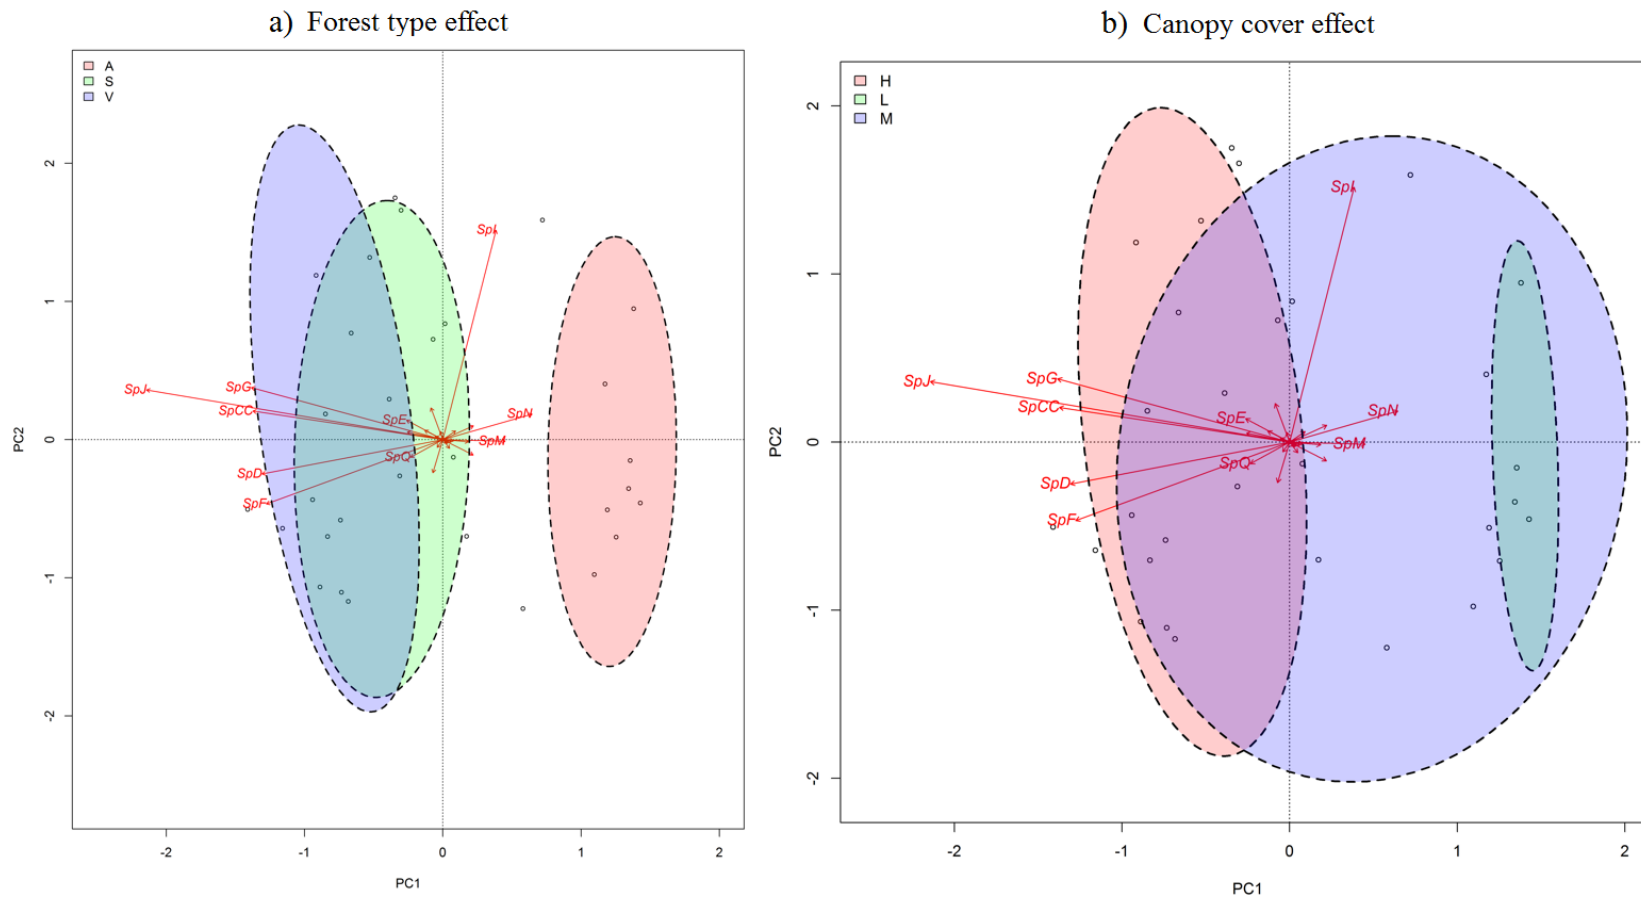 a) Forest type effect
A
S
V
2
1
0
-1
-2
PC2
SpI
SpJ
SpG
SpCC
SpE
SpN
SpM
SpQ
SpD
SpF
-2
-1
0
1
2
PC1
b) Canopy cover effect
H
L
M
2
1
0
-1
-2
PC2
SpI
SpJ
SpG
SpCC
SpE
SpN
SpM
SpQ
SpD
SpF
-2
-1
0
1
2
PC1